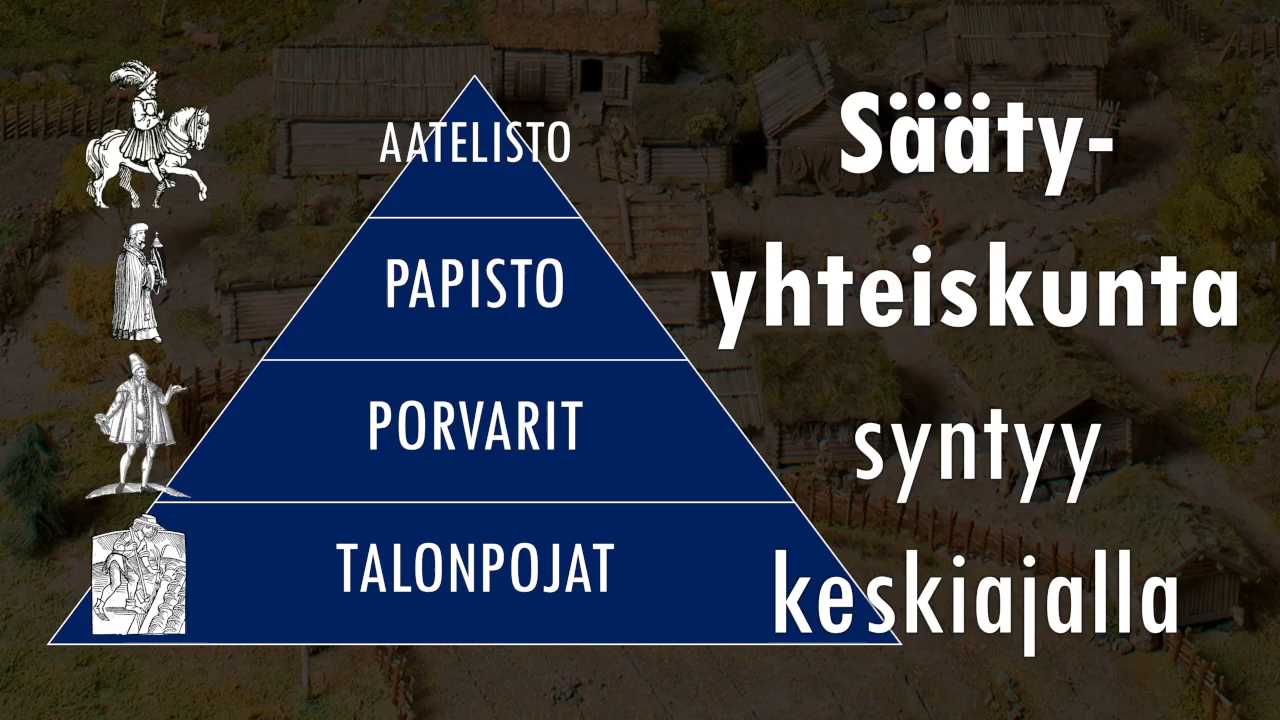 AATELISTO
PAPISTO
PORVARIT
TALONPOJAT
Sääty-
yhteiskunta
syntyy
keskiajalla